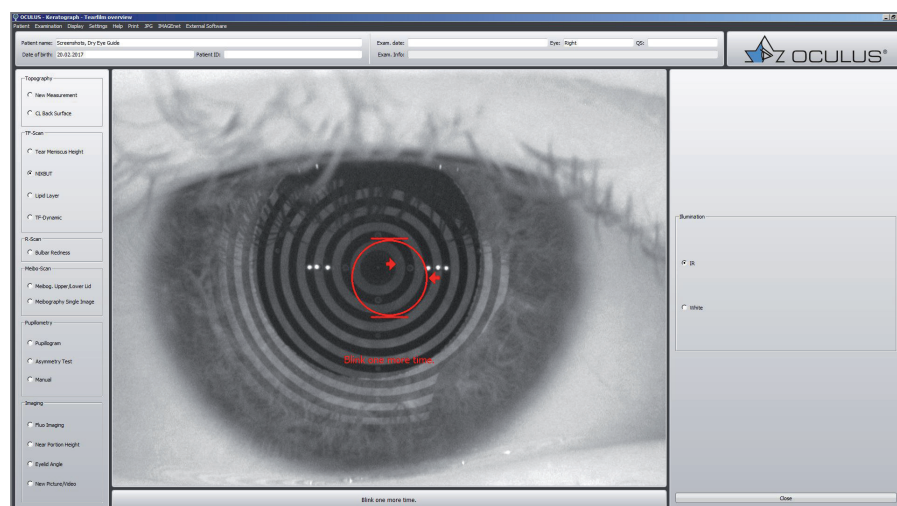 OCULUS - Keratograph - Tearfilm overview
Patient Examination Display Settings Help Print JPG IMAGEnet External Software
Patient name: Screenshots, Dry Eye Guide
Date of birth: 20.02.2017 Patient ID:
Exam. date: Eye: Right QS:
Exam. Info:
OCULUS®
Topography
New Measurement
CL Back Surface
TF-Scan
Tear Meniscus Height
NIKBUT
Lipid Layer
TF-Dynamic
R-Scan
Bulbar Redness
Meibo-Scan
Meibog. Upper/Lower Lid
Meibography Single Image
Pupillometry
Pupillogram
Asymmetry Test
Manual
Imaging
Fluo Imaging
Near Portion Height
Eyelid Angle
New Picture/Video
Blink one more time
Blink one more time.
Illumination
IR
White
Close